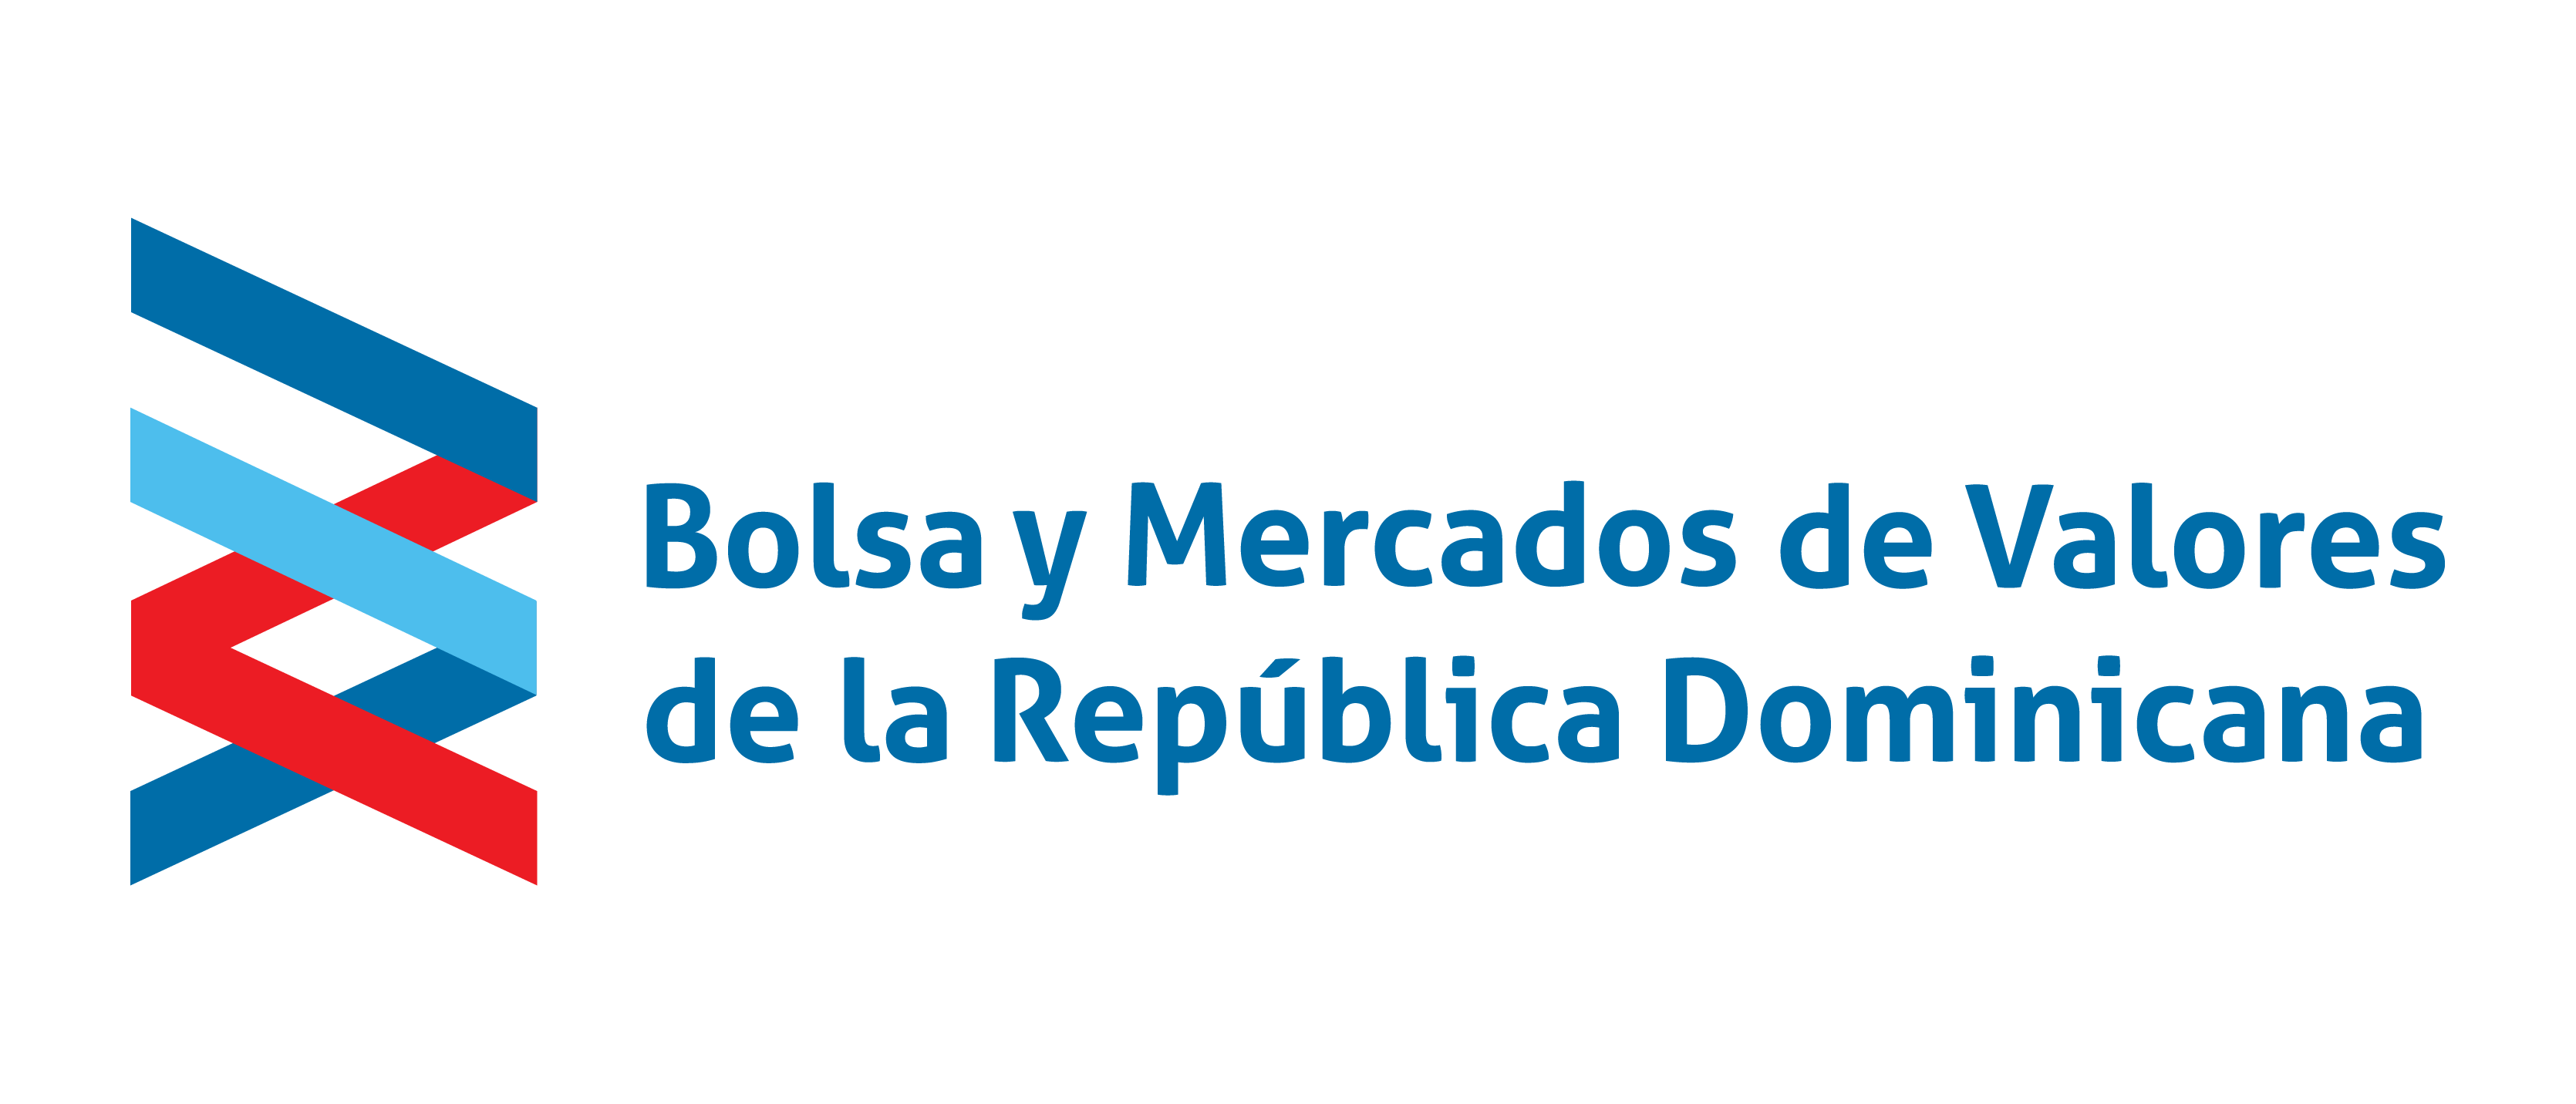 Bolsa y Mercados de Valores
de la República Dominicana